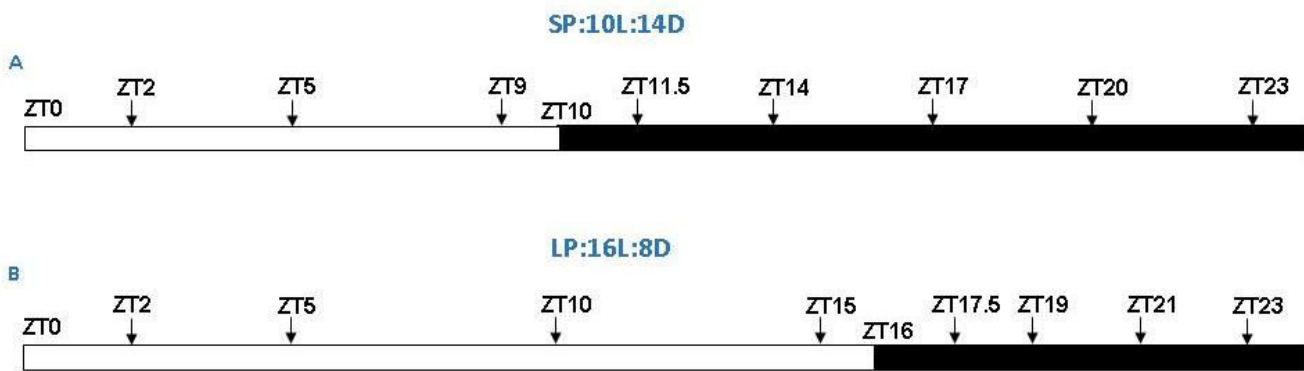 SP:10L:14D
A
ZT0 ZT2 ZT5 ZT9 ZT10 ZT11.5 ZT14 ZT17 ZT20 ZT23
LP:16L:8D
B
ZT0 ZT2 ZT5 ZT10 ZT15 ZT16 ZT17.5 ZT19 ZT21 ZT23